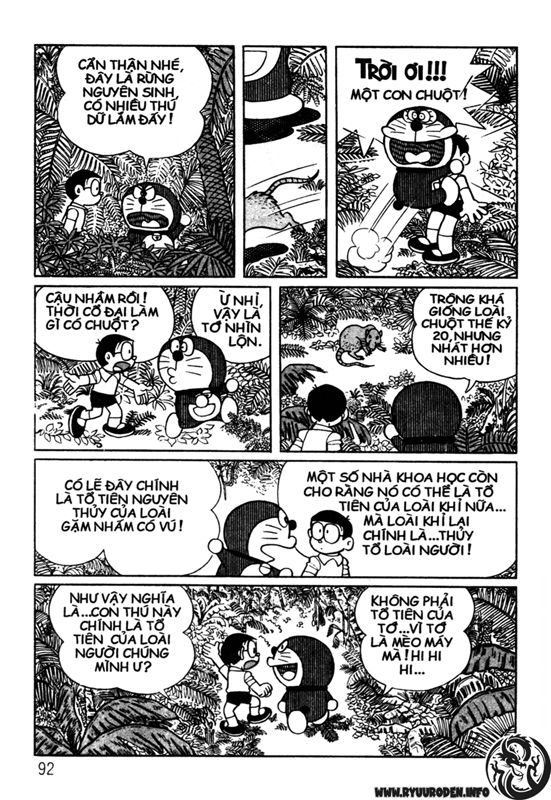 CẨN THẬN NHÉ,
ĐÂY LÀ RỪNG
NGUYÊN SINH,
CÓ NHIỀU THÚ
DỮ LẮM ĐẤY!
TRỜI ƠI!!!
MỘT CON CHUỘT!
CẬU NHẦM RỒI!
THỜI CỔ ĐẠI LÀM
GÌ CÓ CHUỘT?
Ừ NHỈ,
VẬY LÀ
TỚ NHÌN
LỘN.
TRÔNG KHÁ
GIỐNG LOÀI
CHUỘT THẾ KỶ
20, NHƯNG
NHẮT HƠN
NHIỀU!
CÓ LẼ ĐÂY CHÍNH
LÀ TỔ TIÊN NGUYÊN
THỦY CỦA LOÀI
GẶM NHẤM CÓ VÚ!
MỘT SỐ NHÀ KHOA HỌC CÒN
CHO RẰNG NÓ CÓ THỂ LÀ TỔ
TIÊN CỦA LOÀI KHỈ NỮA...
MÀ LOÀI KHỈ LẠI
CHÍNH LÀ...THỦY
TỔ LOÀI NGƯỜI!
NHƯ VẬY NGHĨA
LÀ...CON THÚ NÀY
CHÍNH LÀ TỔ
TIÊN CỦA LOÀI
NGƯỜI CHÚNG
MÌNH Ư?
KHÔNG PHẢI
TỔ TIÊN CỦA
TỚ...VÌ TỚ
LÀ MÈO MÁY
MÀ! HI HI
HI...
92
WWW.RYUURODEN.INFO